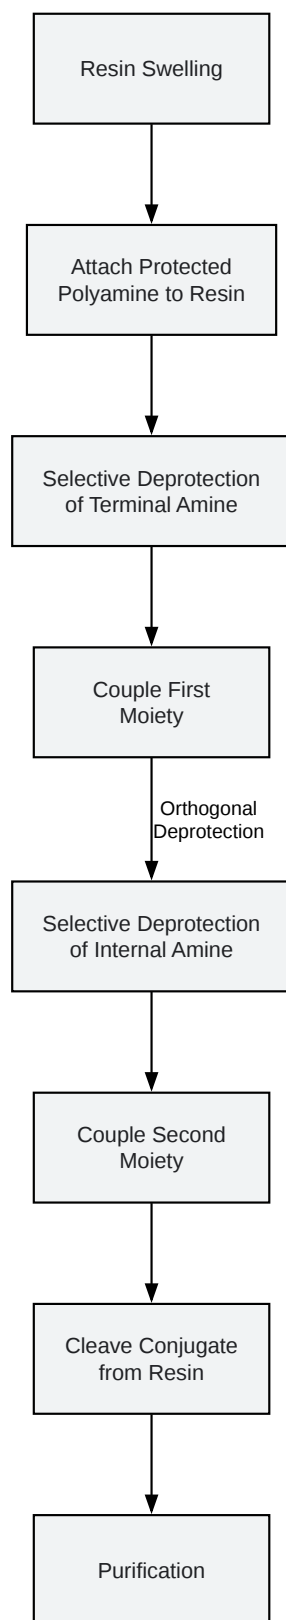 Resin Swelling
Attach Protected
Polyamine to Resin
Selective Deprotection
of Terminal Amine
Couple First
Moiety
Orthogonal
Deprotection
Selective Deprotection
of Internal Amine
Couple Second
Moiety
Cleave Conjugate
from Resin
Purification